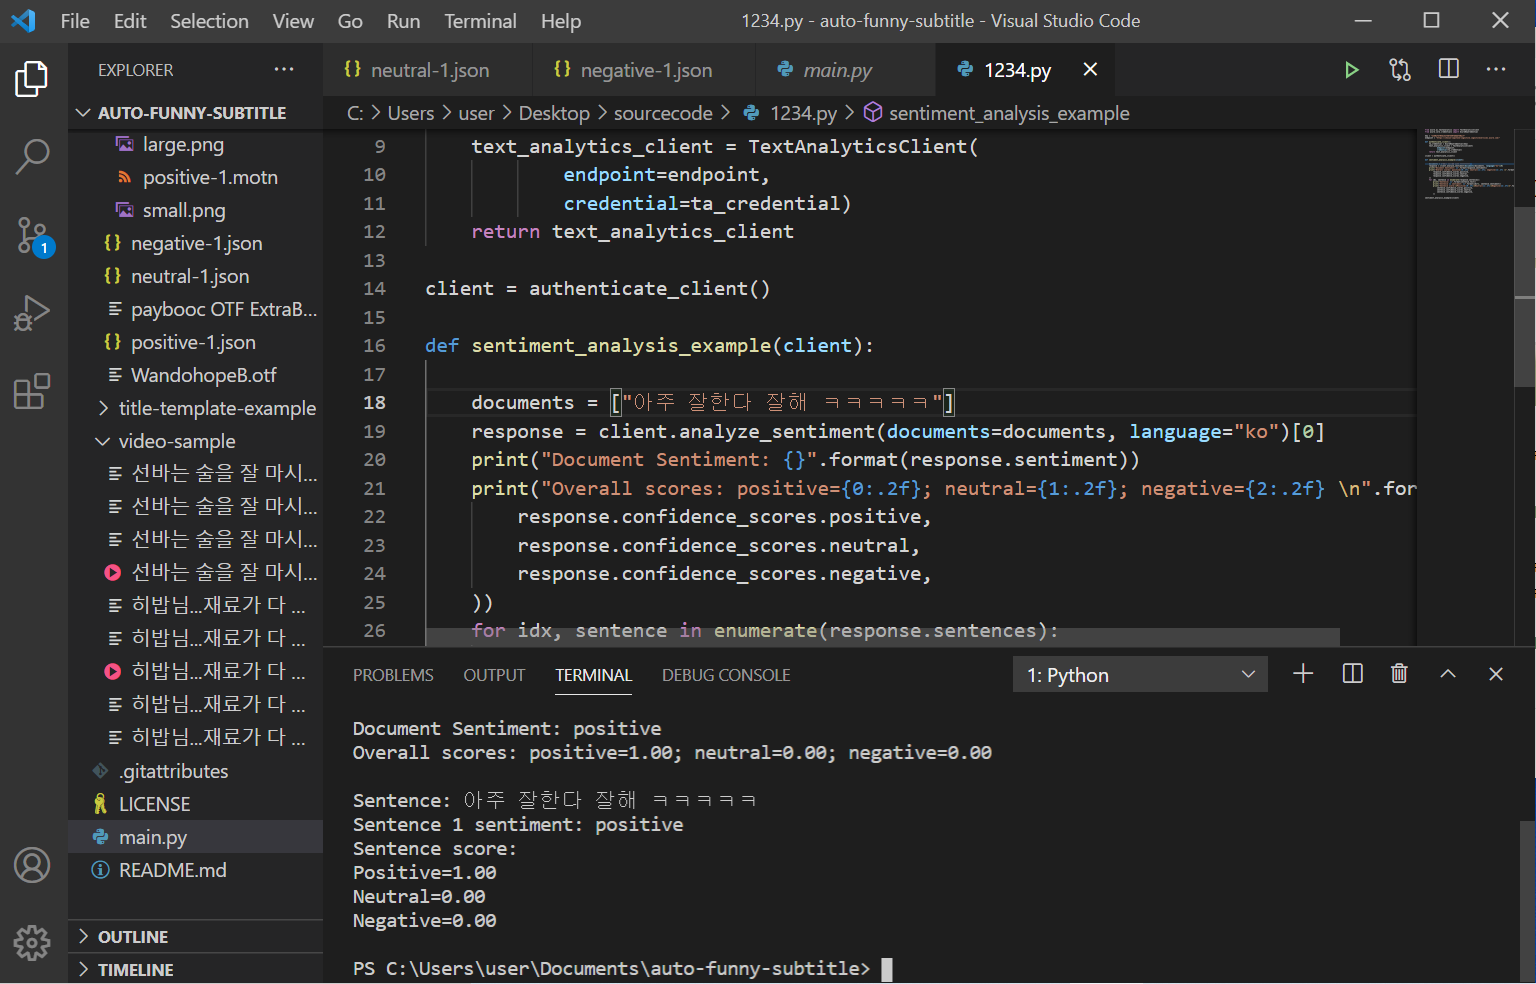 File Edit Selection View Go Run Terminal Help
1234.py - auto-funny-subtitle - Visual Studio Code
EXPLORER
AUTO-FUNNY-SUBTITLE
large.png
positive-1.motn
small.png
negative-1.json
neutral-1.json
paybooc OTF ExtraB...
positive-1.json
WandohopeB.otf
title-template-example
video-sample
선바는 술을 잘 마시...
선바는 술을 잘 마시...
선바는 술을 잘 마시...
선바는 술을 잘 마시...
히밥님...재료가 다 ...
히밥님...재료가 다 ...
히밥님...재료가 다 ...
히밥님...재료가 다 ...
히밥님...재료가 다 ...
.gitattributes
LICENSE
main.py
README.md
OUTLINE
TIMELINE
1
neutral-1.json negative-1.json main.py 1234.py
C: > Users > user > Desktop > sourcecode > 1234.py > sentiment_analysis_example
9 text_analytics_client = TextAnalyticsClient(
10 endpoint=endpoint,
11 credential=ta_credential)
12 return text_analytics_client
13
14 client = authenticate_client()
15
16 def sentiment_analysis_example(client):
17
18 documents = ["아주 잘한다 잘해 ㅋㅋㅋㅋㅋ"]
19 response = client.analyze_sentiment(documents=documents, language="ko")[0]
20 print("Document Sentiment: {}".format(response.sentiment))
21 print("Overall scores: positive={0:.2f}; neutral={1:.2f}; negative={2:.2f} \n".for
22 response.confidence_scores.positive,
23 response.confidence_scores.neutral,
24 response.confidence_scores.negative,
25 ))
26 for idx, sentence in enumerate(response.sentences):
PROBLEMS OUTPUT TERMINAL DEBUG CONSOLE
1: Python
Document Sentiment: positive
Overall scores: positive=1.00; neutral=0.00; negative=0.00
Sentence: 아주 잘한다 잘해 ㅋㅋㅋㅋㅋ
Sentence 1 sentiment: positive
Sentence score:
Positive=1.00
Neutral=0.00
Negative=0.00
PS C:\Users\user\Documents\auto-funny-subtitle>